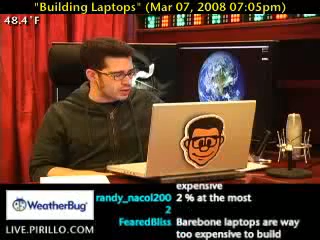 "Building Laptops" (Mar 07, 2008 07:05pm)
48.4°F
expensive
randy_nacol200
2
2 % at the most
FearedBliss
Barebone laptops are way
too expensive to build
WeatherBug
LIVE.PIRILLO.COM